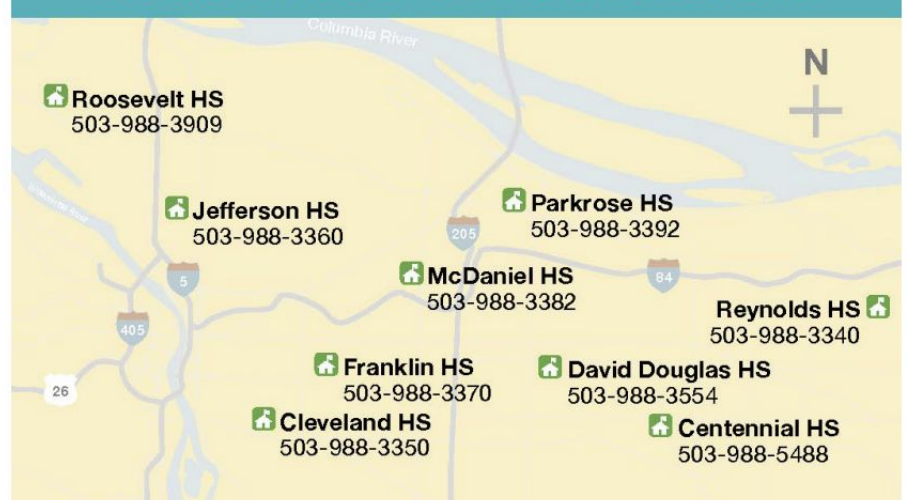 Columbia River
N
Roosevelt HS
503-988-3909
Willamette River
Jefferson HS
503-988-3360
Parkrose HS
503-988-3392
205
McDaniel HS
503-988-3382
5
84
Reynolds HS
503-988-3340
405
Franklin HS
503-988-3370
David Douglas HS
503-988-3554
26
Cleveland HS
503-988-3350
Centennial HS
503-988-5488